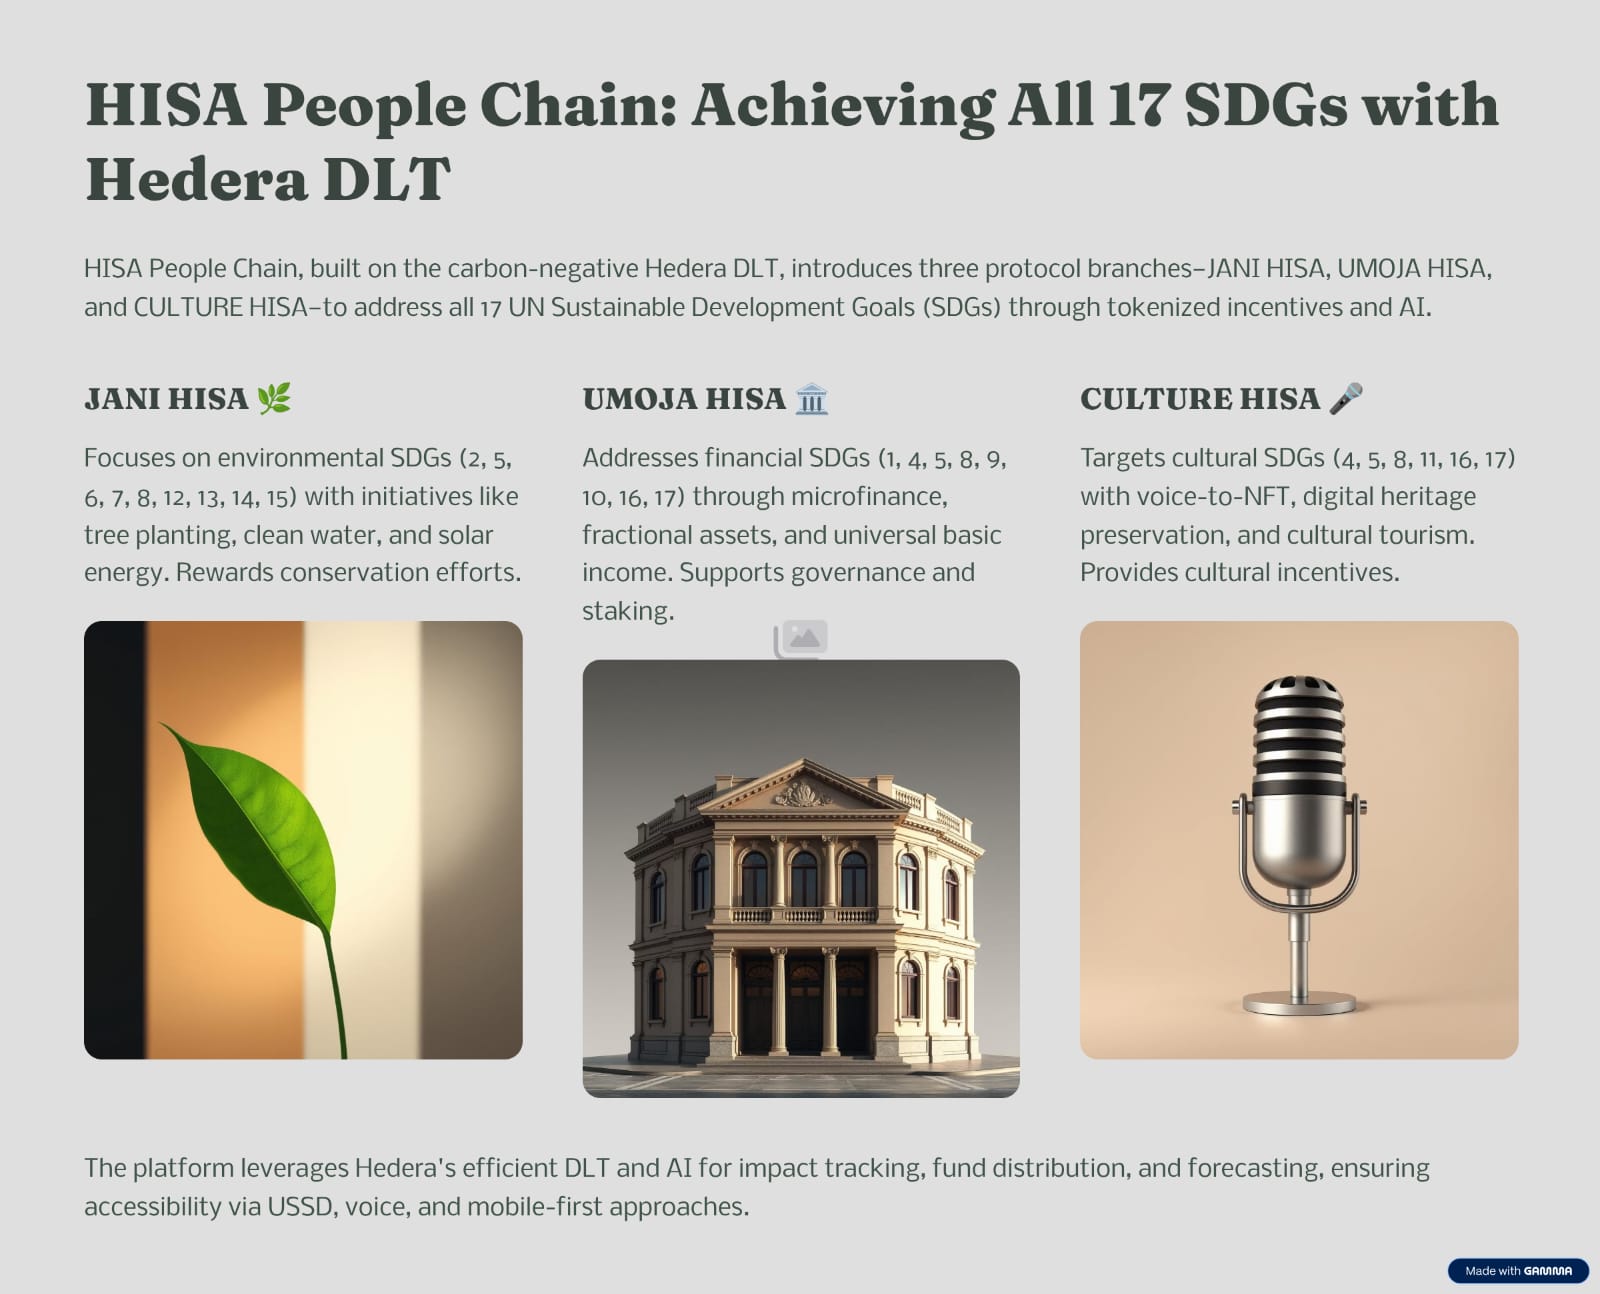 HISA People Chain: Achieving All 17 SDGs with
Hedera DLT
HISA People Chain, built on the carbon-negative Hedera DLT, introduces three protocol branches—JANI HISA, UMOJA HISA,
and CULTURE HISA—to address all 17 UN Sustainable Development Goals (SDGs) through tokenized incentives and AI.
JANI HISA 🌿
Focuses on environmental SDGs (2, 5,
6, 7, 8, 12, 13, 14, 15) with initiatives like
tree planting, clean water, and solar
energy. Rewards conservation efforts.
UMOJA HISA 🏛️
Addresses financial SDGs (1, 4, 5, 8, 9,
10, 16, 17) through microfinance,
fractional assets, and universal basic
income. Supports governance and
staking.
CULTURE HISA 🎤
Targets cultural SDGs (4, 5, 8, 11, 16, 17)
with voice-to-NFT, digital heritage
preservation, and cultural tourism.
Provides cultural incentives.
The platform leverages Hedera's efficient DLT and AI for impact tracking, fund distribution, and forecasting, ensuring
accessibility via USSD, voice, and mobile-first approaches.
Made with GAMMA